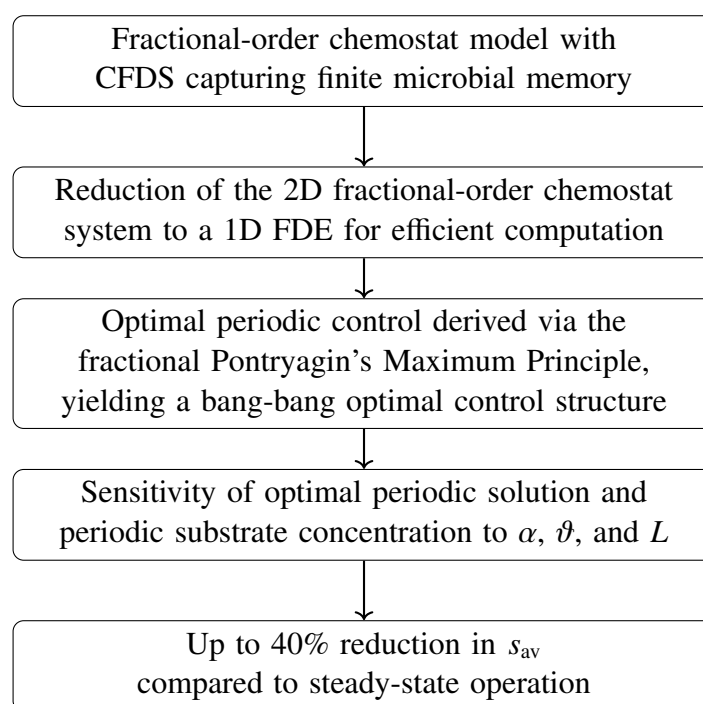 Fractional-order chemostat model with
CFDS capturing finite microbial memory
Reduction of the 2D fractional-order chemostat
system to a 1D FDE for efficient computation
Optimal periodic control derived via the
fractional Pontryagin's Maximum Principle,
yielding a bang-bang optimal control structure
Sensitivity of optimal periodic solution and
periodic substrate concentration to α, ϑ, and L
Up to 40% reduction in s_av
compared to steady-state operation